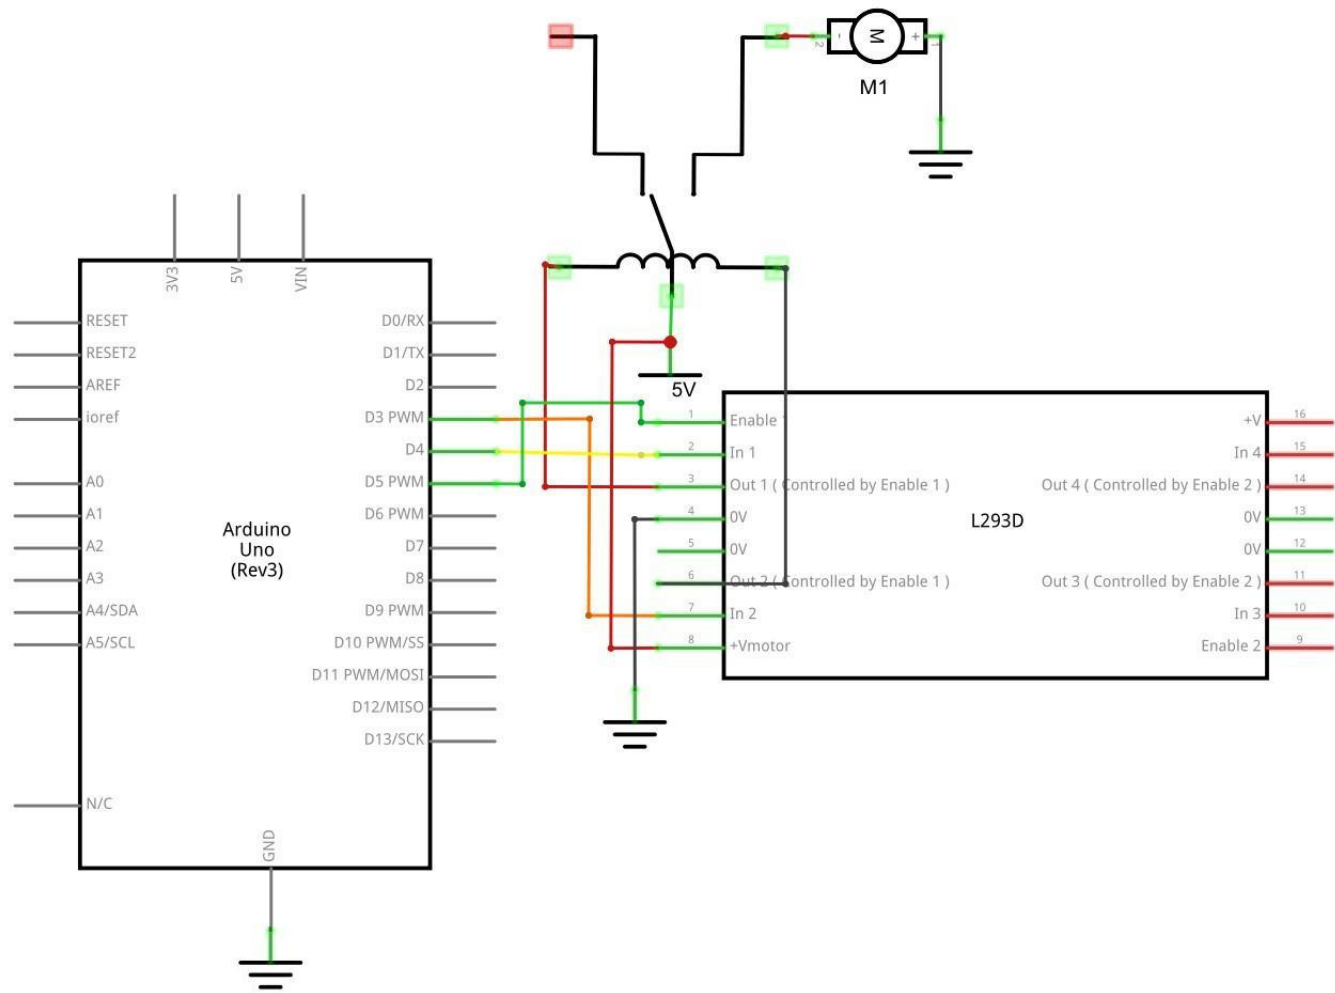 M
-
+
2
1
M1
3V3
5V
VIN
RESET
RESET2
AREF
ioref
A0
A1
A2
A3
A4/SDA
A5/SCL
N/C
Arduino
Uno
(Rev3)
D0/RX
D1/TX
D2
D3 PWM
D4
D5 PWM
D6 PWM
D7
D8
D9 PWM
D10 PWM/SS
D11 PWM/MOSI
D12/MISO
D13/SCK
GND
5V
1 Enable 1
2 In 1
3 Out 1 ( Controlled by Enable 1 )
4 0V
5 0V
6 Out 2 ( Controlled by Enable 1 )
7 In 2
8 +Vmotor
L293D
+V 16
In 4 15
Out 4 ( Controlled by Enable 2 ) 14
0V 13
0V 12
Out 3 ( Controlled by Enable 2 ) 11
In 3 10
Enable 2 9